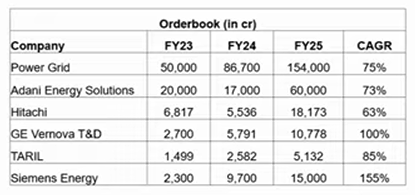 Orderbook (in cr)
Company FY23 FY24 FY25 CAGR
Power Grid 50,000 86,700 154,000 75%
Adani Energy Solutions 20,000 17,000 60,000 73%
Hitachi 6,817 5,536 18,173 63%
GE Vernova T&D 2,700 5,791 10,778 100%
TARIL 1,499 2,582 5,132 85%
Siemens Energy 2,300 9,700 15,000 155%